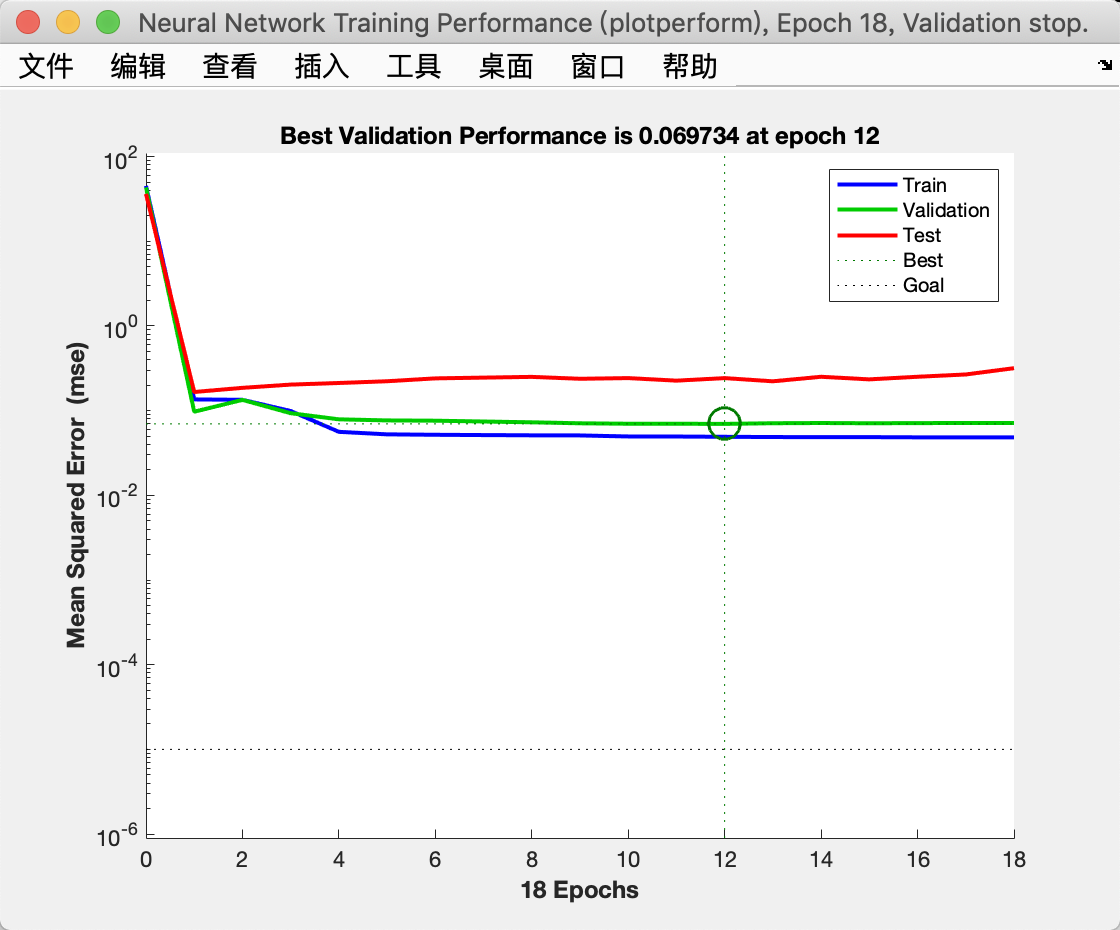 Neural Network Training Performance (plotperform), Epoch 18, Validation stop.
文件 编辑 查看 插入 工具 桌面 窗口 帮助
Best Validation Performance is 0.069734 at epoch 12
Train
Validation
Test
Best
Goal
Mean Squared Error (mse)
10^2
10^0
10^-2
10^-4
10^-6
0 2 4 6 8 10 12 14 16 18
18 Epochs